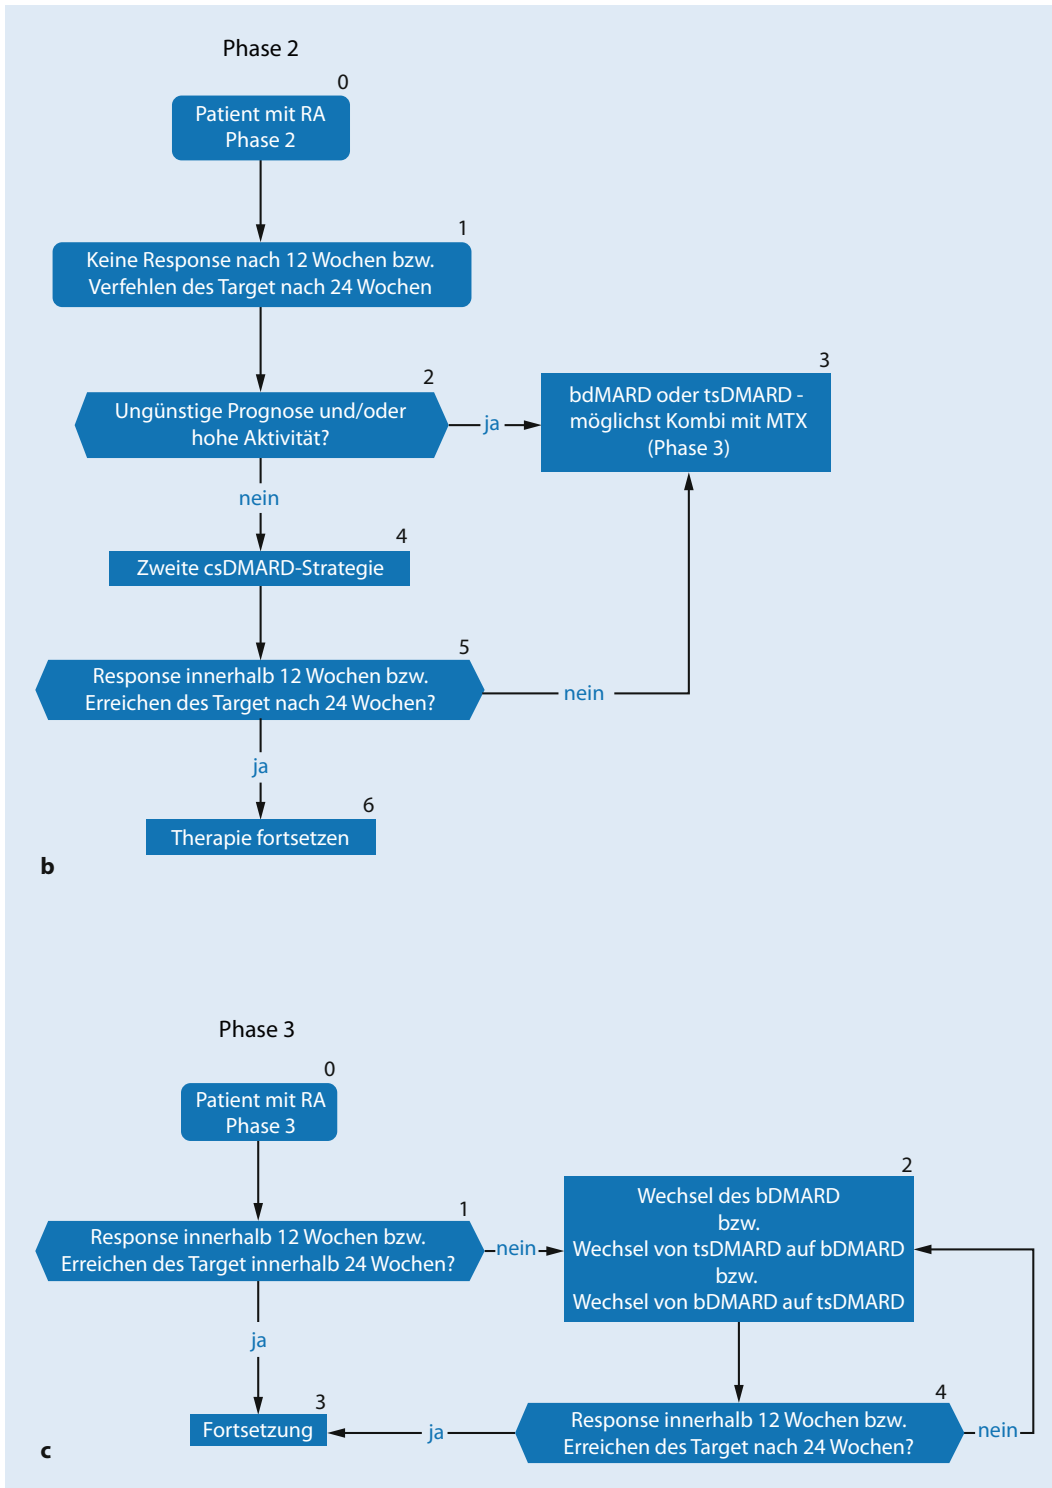 Phase 2
0
Patient mit RA
Phase 2
1
Keine Response nach 12 Wochen bzw.
Verfehlen des Target nach 24 Wochen
2
Ungünstige Prognose und/oder
hohe Aktivität?
ja
3
bdMARD oder tsDMARD -
möglichst Kombi mit MTX
(Phase 3)
nein
4
Zweite csDMARD-Strategie
5
Response innerhalb 12 Wochen bzw.
Erreichen des Target nach 24 Wochen?
nein
ja
6
Therapie fortsetzen
b
Phase 3
0
Patient mit RA
Phase 3
1
Response innerhalb 12 Wochen bzw.
Erreichen des Target innerhalb 24 Wochen?
nein
2
Wechsel des bDMARD
bzw.
Wechsel von tsDMARD auf bDMARD
bzw.
Wechsel von bDMARD auf tsDMARD
ja
3
Fortsetzung
ja
4
Response innerhalb 12 Wochen bzw.
Erreichen des Target nach 24 Wochen?
nein
c